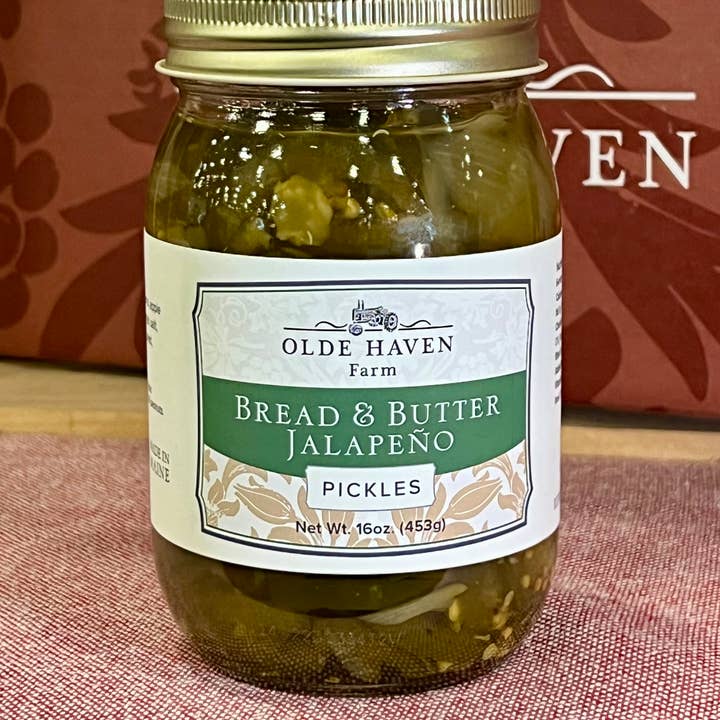 VEN
OLDE HAVEN
Farm
BREAD & BUTTER
JALAPEÑO
PICKLES
Net Wt. 16oz. (453g)